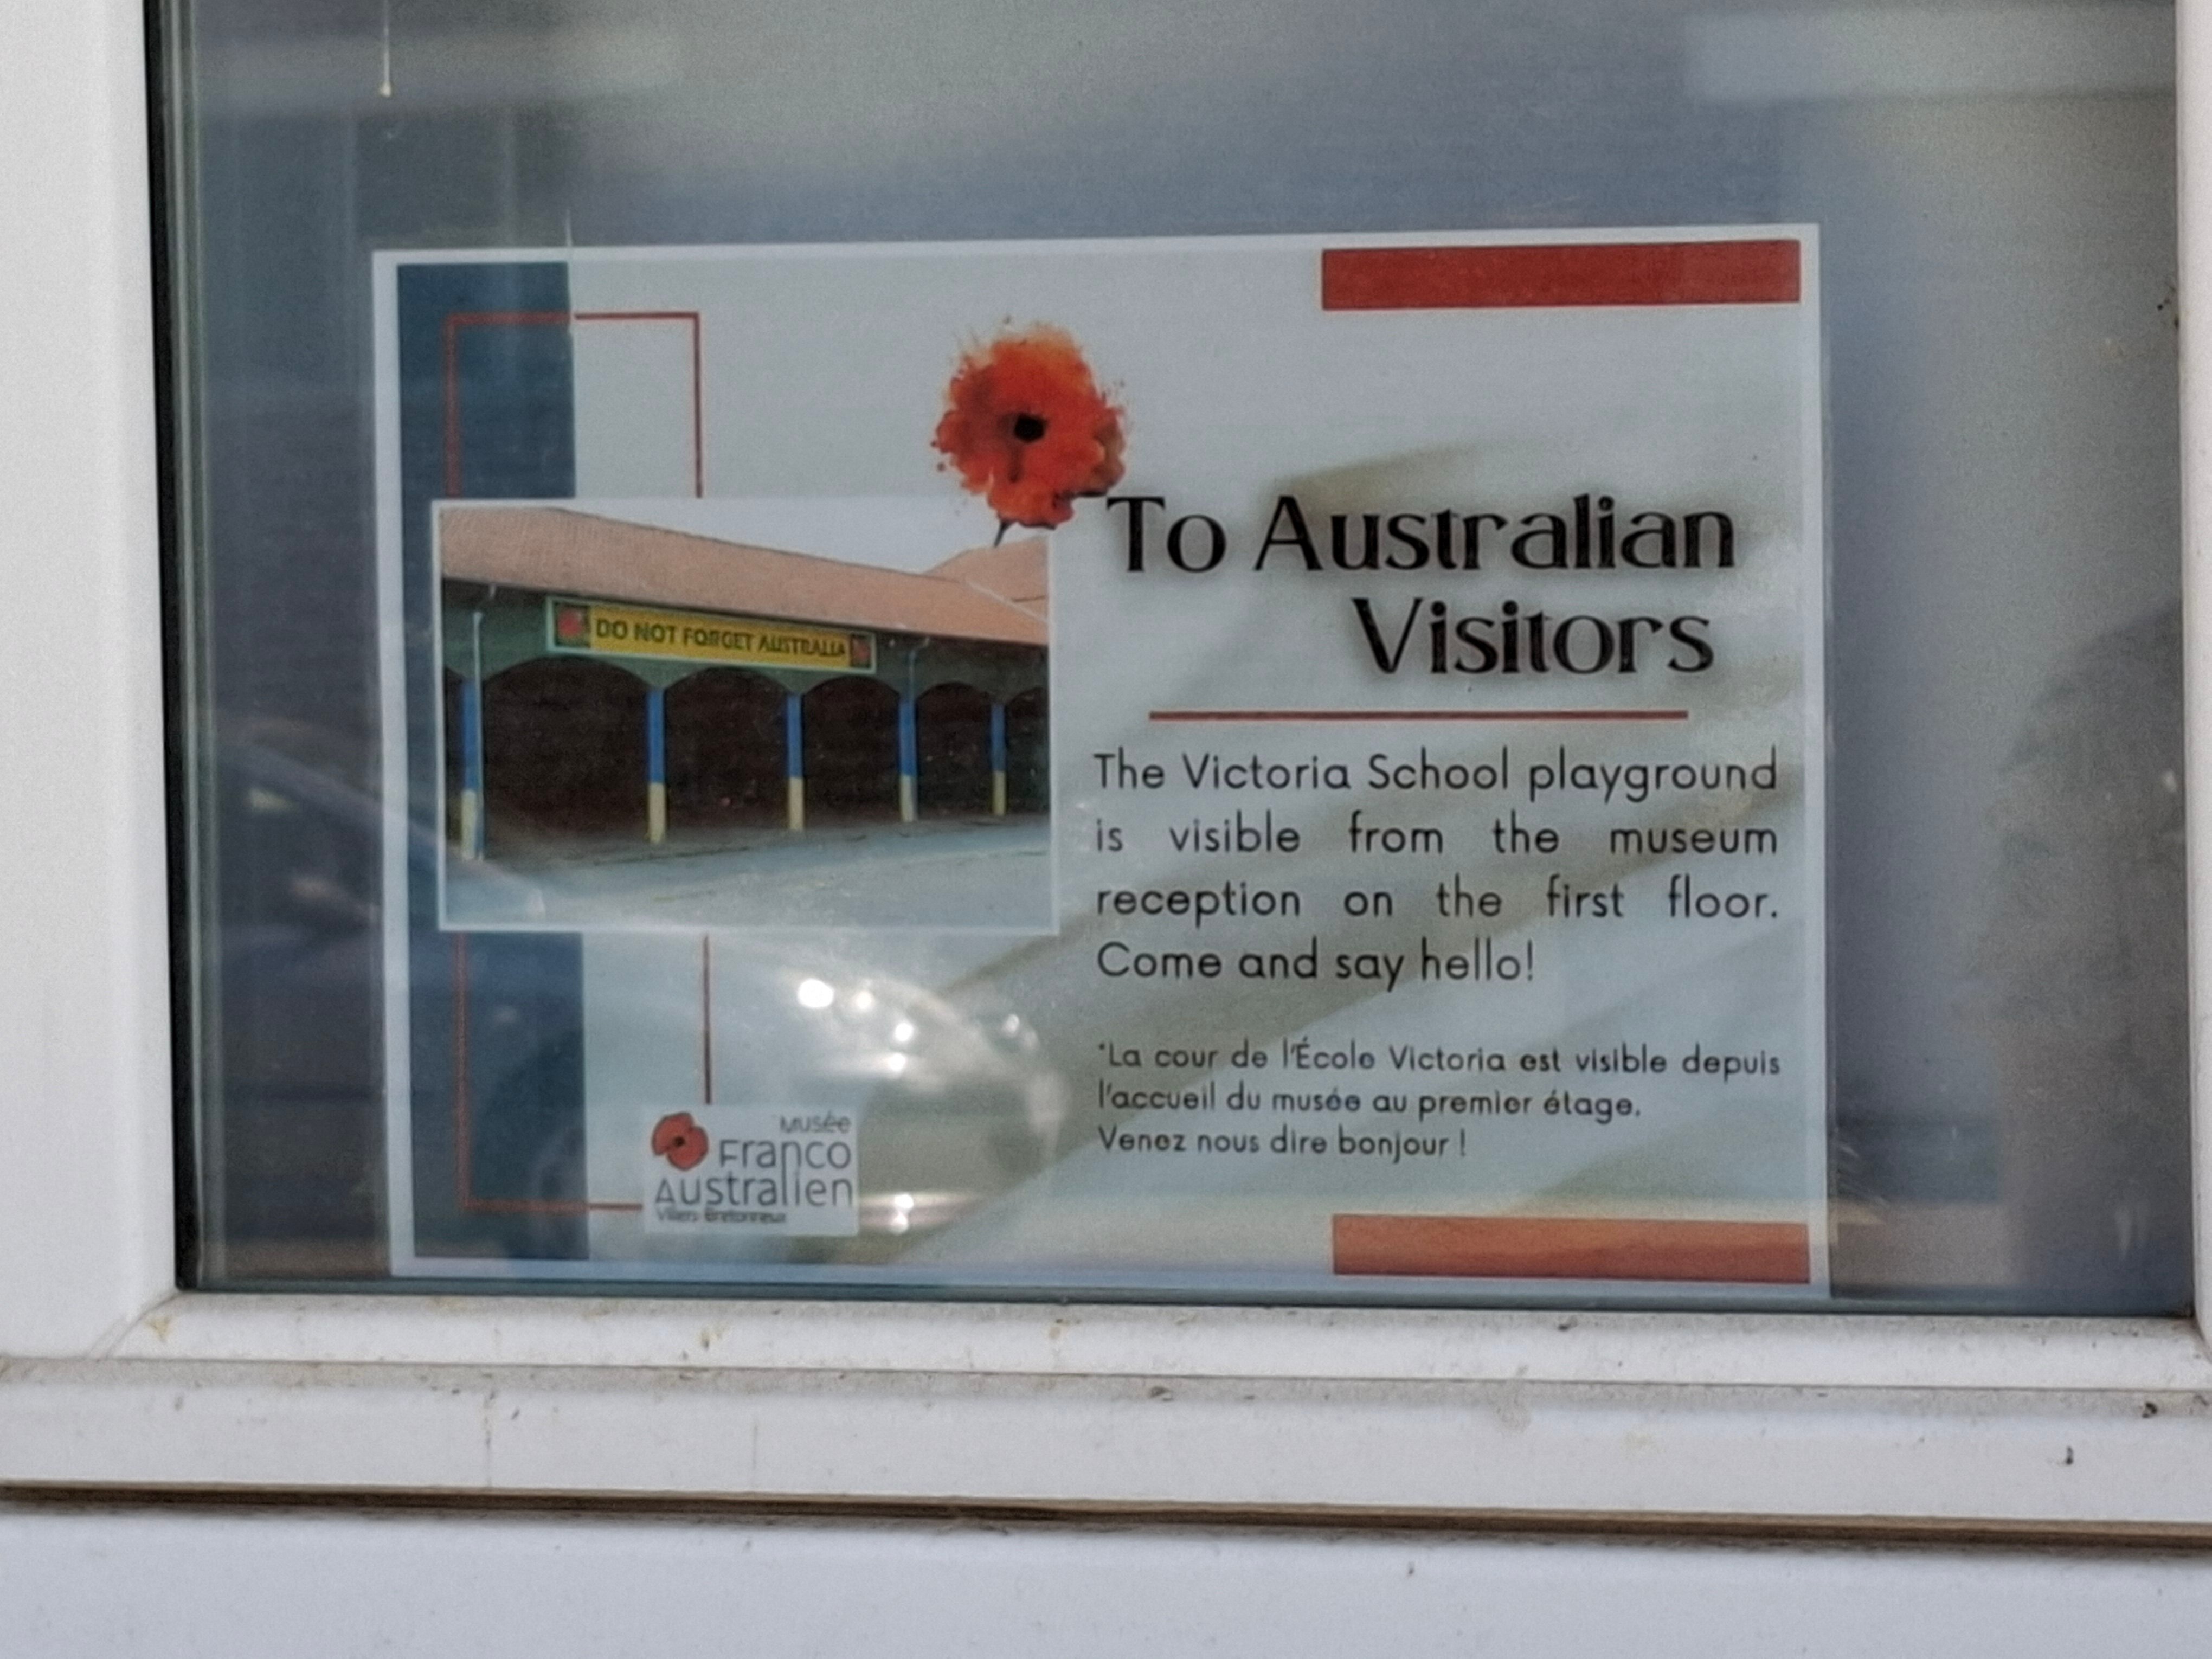 To Australian
Visitors
DO NOT FORGET AUSTRALIA
The Victoria School playground
is visible from the museum
reception on the first floor.
Come and say hello!
*La cour de l'École Victoria est visible depuis
l'accueil du musée au premier étage.
Venez nous dire bonjour !
Musée
Franco
Australien
Villers-Bretonneux